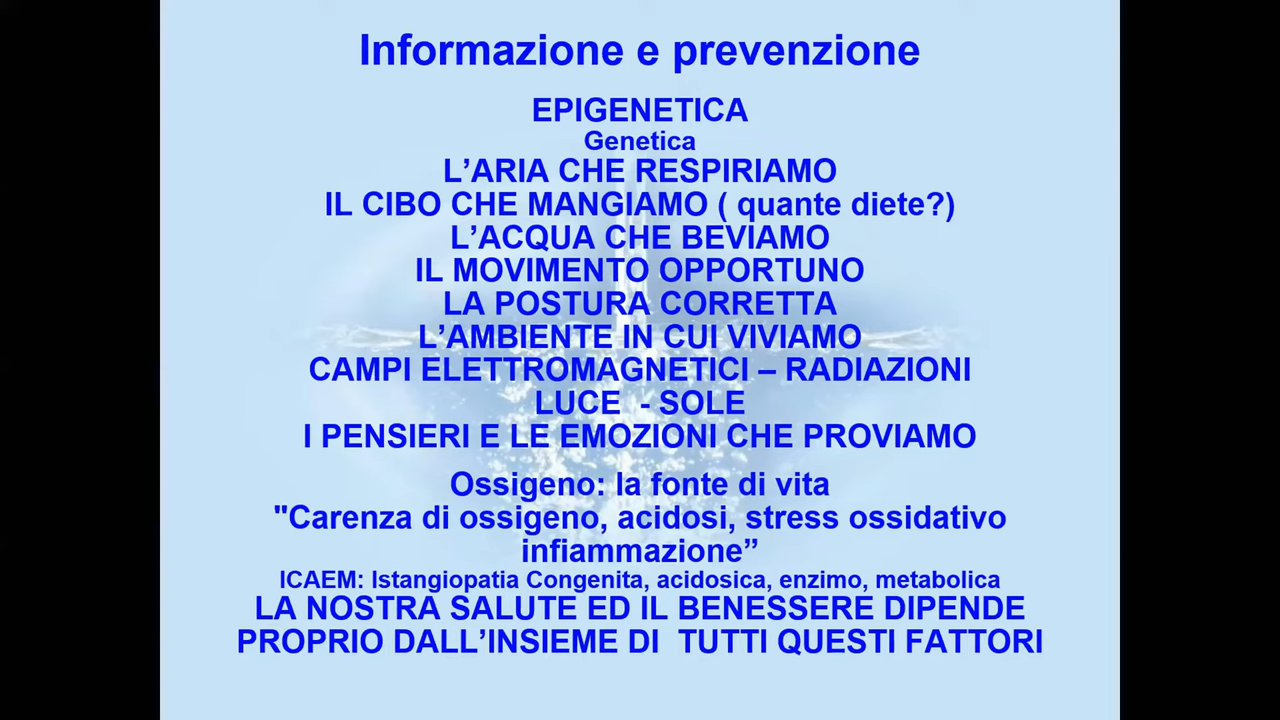 Informazione e prevenzione
EPIGENETICA
Genetica
L’ARIA CHE RESPIRIAMO
IL CIBO CHE MANGIAMO ( quante diete?)
L’ACQUA CHE BEVIAMO
IL MOVIMENTO OPPORTUNO
LA POSTURA CORRETTA
L’AMBIENTE IN CUI VIVIAMO
CAMPI ELETTROMAGNETICI – RADIAZIONI
LUCE  - SOLE
I PENSIERI E LE EMOZIONI CHE PROVIAMO
Ossigeno: la fonte di vita
"Carenza di ossigeno, acidosi, stress ossidativo
infiammazione”
ICAEM: Istangiopatia Congenita, acidosica, enzimo, metabolica
LA NOSTRA SALUTE ED IL BENESSERE DIPENDE
PROPRIO DALL’INSIEME DI  TUTTI QUESTI FATTORI